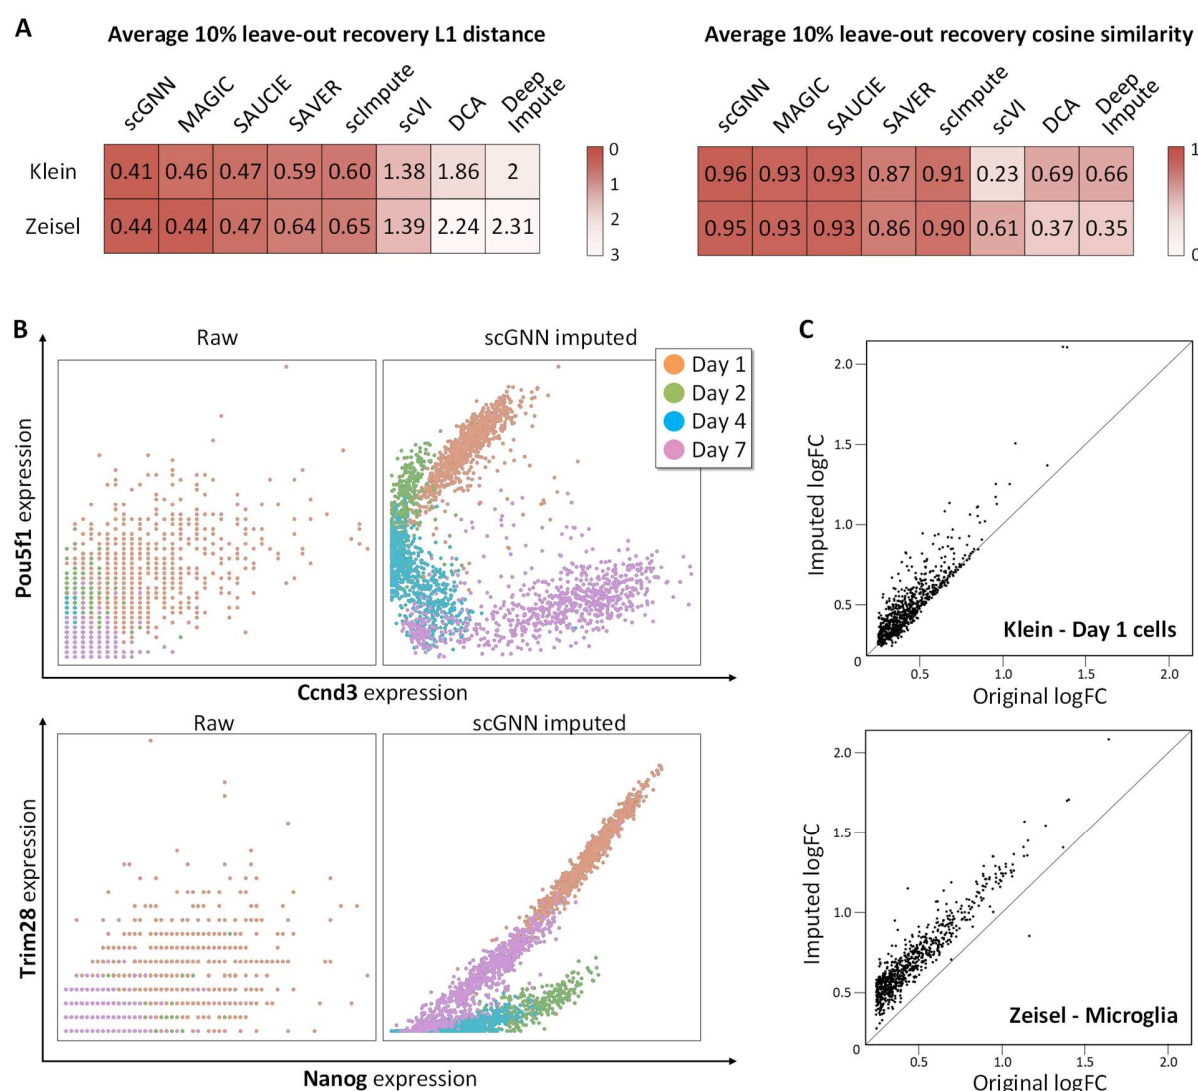 A
Average 10% leave-out recovery L1 distance
scGNN MAGIC SAUCIE SAVER scImpute scVI DCA Deep Impute
Klein 0.41 0.46 0.47 0.59 0.60 1.38 1.86 2
Zeisel 0.44 0.44 0.47 0.64 0.65 1.39 2.24 2.31
0
1
2
3
Average 10% leave-out recovery cosine similarity
scGNN MAGIC SAUCIE SAVER scImpute scVI DCA Deep Impute
0.96 0.93 0.93 0.87 0.91 0.23 0.69 0.66
0.95 0.93 0.93 0.86 0.90 0.61 0.37 0.35
1
0
B
Raw
scGNN imputed
Day 1
Day 2
Day 4
Day 7
Pou5f1 expression
Ccnd3 expression
Raw
scGNN imputed
Trim28 expression
Nanog expression
C
2.0
1.5
1.0
0.5
0
Imputed logFC
Klein - Day 1 cells
0.5 1.0 1.5 2.0
Original logFC
2.0
1.5
1.0
0.5
0
Imputed logFC
Zeisel - Microglia
0.5 1.0 1.5 2.0
Original logFC